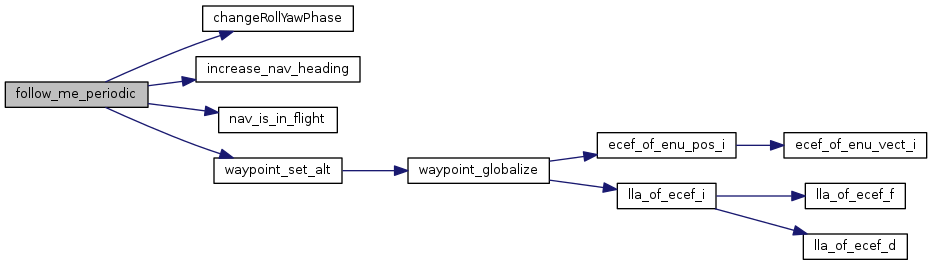 changeRollYawPhase
increase_nav_heading
follow_me_periodic
nav_is_in_flight
ecef_of_enu_pos_i
ecef_of_enu_vect_i
waypoint_set_alt
waypoint_globalize
lla_of_ecef_i
lla_of_ecef_f
lla_of_ecef_d